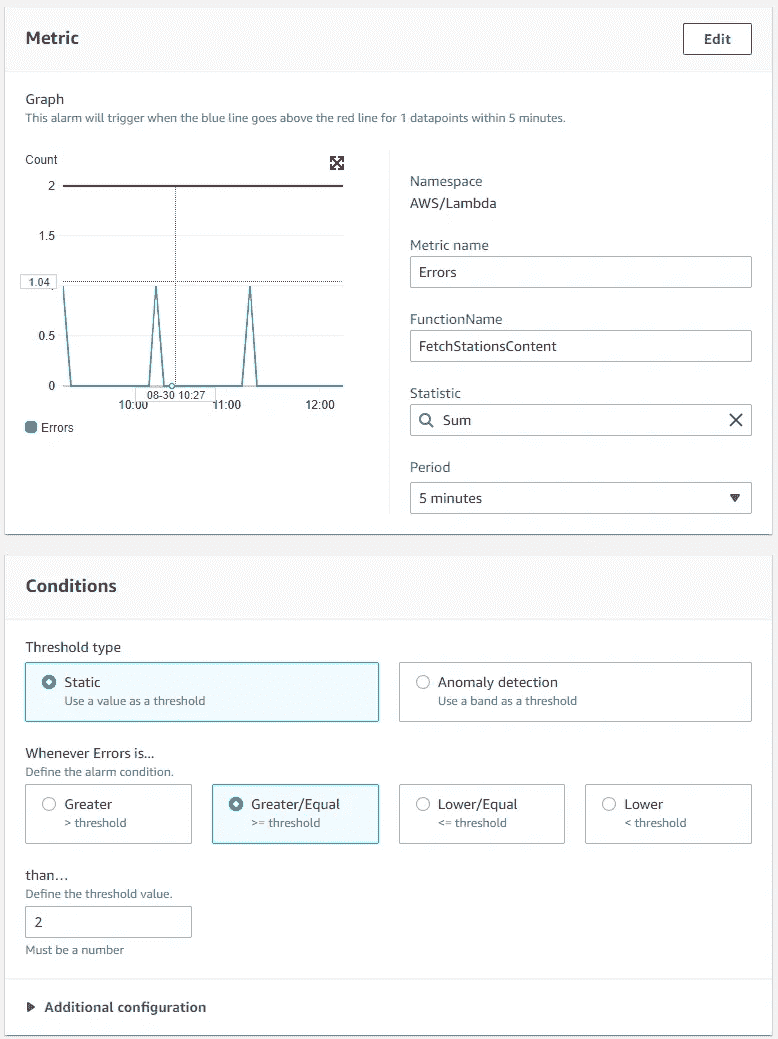 Metric
Edit
Graph
This alarm will trigger when the blue line goes above the red line for 1 datapoints within 5 minutes.
Count
2
1.5
1.04
0.5
0
08-30 10:27
10:00
11:00
12:00
Errors
Namespace
AWS/Lambda
Metric name
Errors
FunctionName
FetchStationsContent
Statistic
Sum
Period
5 minutes
Conditions
Threshold type
Static
Use a value as a threshold
Anomaly detection
Use a band as a threshold
Whenever Errors is...
Define the alarm condition.
Greater
> threshold
Greater/Equal
>= threshold
Lower/Equal
<= threshold
Lower
< threshold
than...
Define the threshold value.
2
Must be a number
Additional configuration